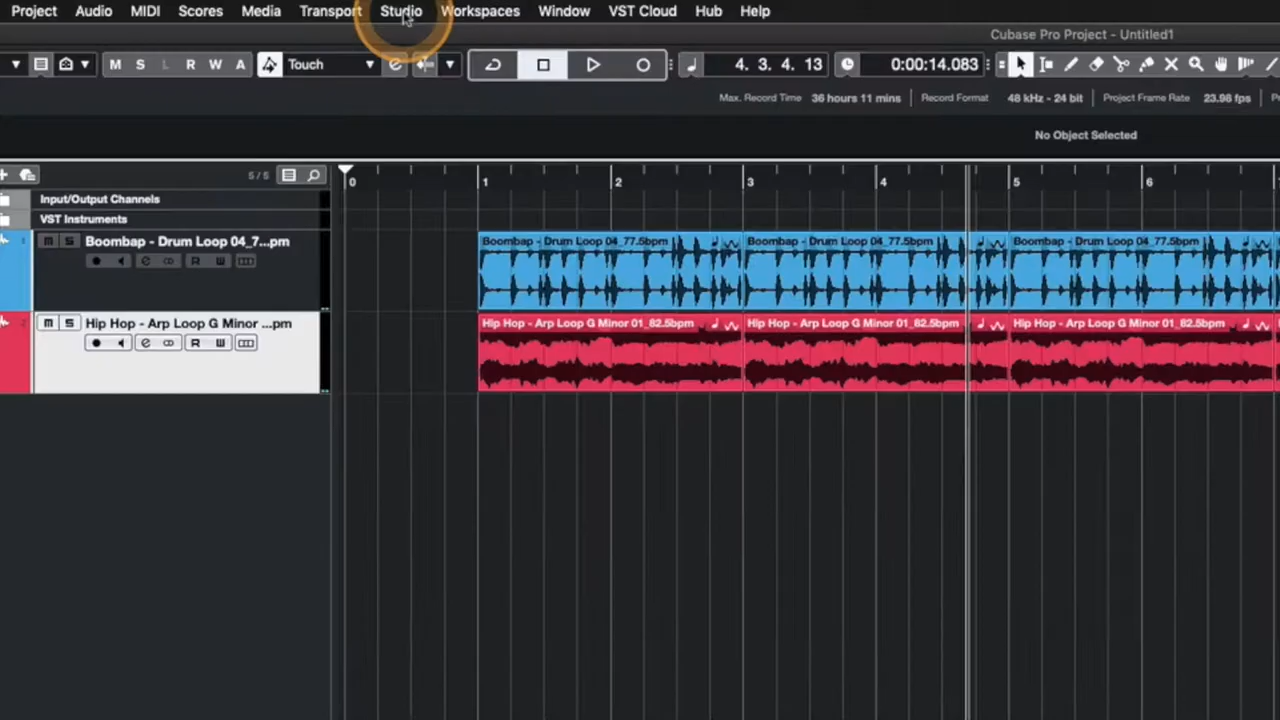 Project Audio MIDI Scores Media Transport Studio Workspaces Window VST Cloud Hub Help
Cubase Pro Project - Untitled1
M S L R W A Touch 4. 3. 4. 13 0:00:14.083
Max. Record Time 36 hours 11 mins Record Format 48 kHz - 24 bit Project Frame Rate 23.98 fps
No Object Selected
5/5 0 1 2 3 4 5 6
Input/Output Channels
VST Instruments
1 m S Boombap - Drum Loop 04_7...pm Boombap - Drum Loop 04_77.5bpm Boombap - Drum Loop 04_77.5bpm Boombap - Drum Loop 04_77.5bpm
e R W
2 m S Hip Hop - Arp Loop G Minor ...pm Hip Hop - Arp Loop G Minor 01_82.5bpm Hip Hop - Arp Loop G Minor 01_82.5bpm Hip Hop - Arp Loop G Minor 01_82.5bpm
e R W